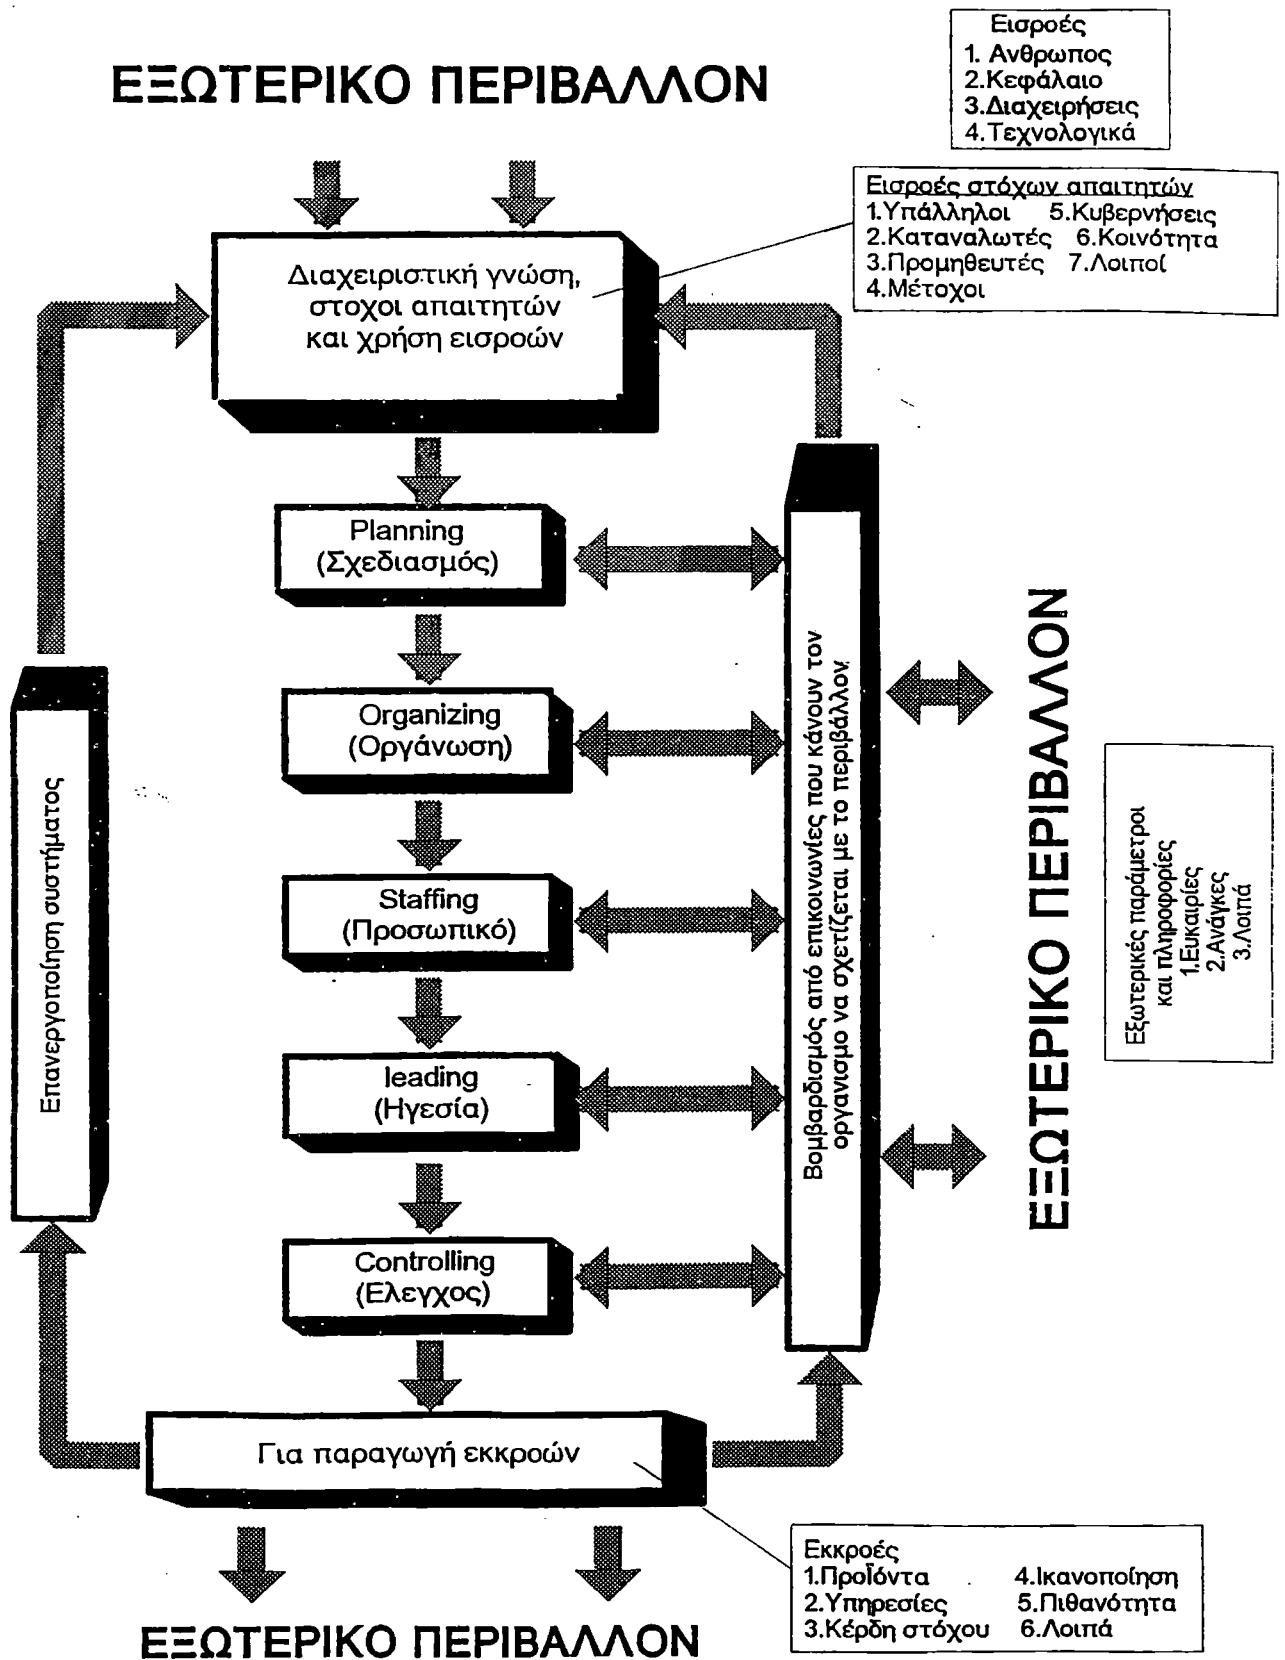 Εισροές
1. Ανθρωπος
2.Κεφάλαιο
3.Διαχειρήσεις
4.Τεχνολογικά
ΕΞΩΤΕΡΙΚΟ ΠΕΡΙΒΑΛΛΟΝ
Εισροές στόχων απαιτητών
1.Υπάλληλοι 5.Κυβερνήσεις
2.Καταναλωτές 6.Κοινότητα
3.Προμηθευτές 7.Λοιποί
4.Μέτοχοι
Διαχειριστική γνώση,
στοχοι απαιτητών
και χρήση εισροών
Planning
(Σχεδιασμός)
Organizing
(Οργάνωση)
Staffing
(Προσωπικό)
leading
(Ηγεσία)
Controlling
(Ελεγχος)
Επανεργοποίηση συστήματος
Βομβαρδισμός από επικοινωνίες που κάνουν τον
οργανισμο να σχετίζεται με το περιβάλλον
ΕΞΩΤΕΡΙΚΟ ΠΕΡΙΒΑΛΛΟΝ
Εξωτερικές παράμετροι
και πληροφορίες
1.Ευκαιρίες
2.Ανάγκες
3.Λοιπά
Για παραγωγή εκκροών
Εκκροές
1.Προϊόντα 4.Ικανοποίηση
2.Υπηρεσίες 5.Πιθανότητα
3.Κέρδη στόχου 6.Λοιπά
ΕΞΩΤΕΡΙΚΟ ΠΕΡΙΒΑΛΛΟΝ